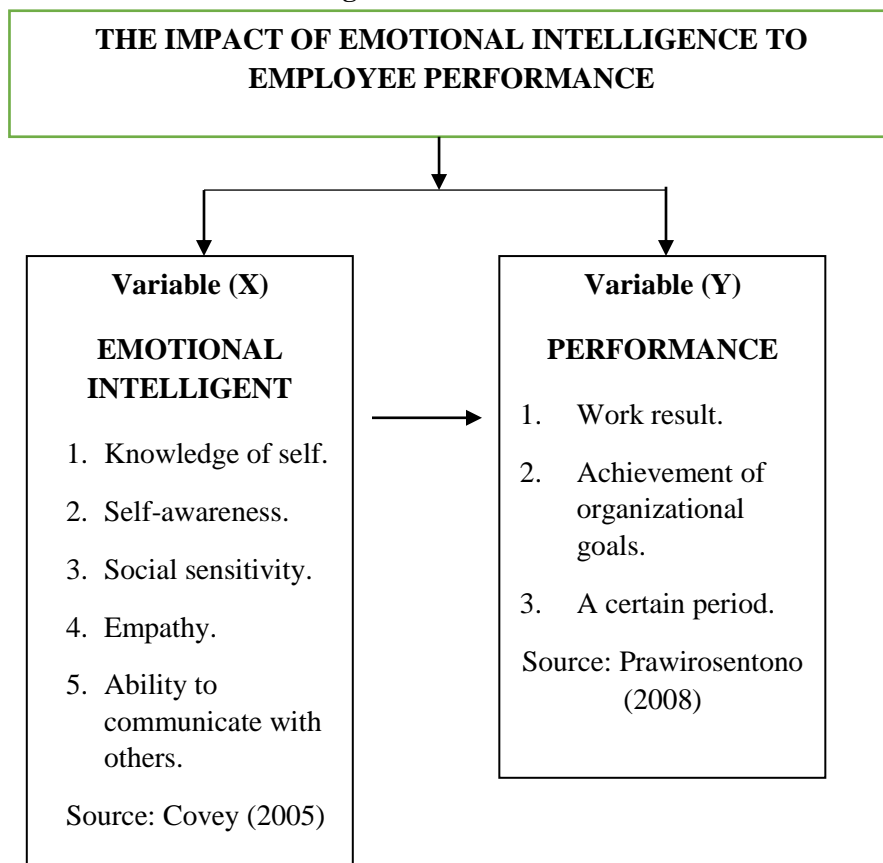 THE IMPACT OF EMOTIONAL INTELLIGENCE TO
EMPLOYEE PERFORMANCE
Variable (X)
EMOTIONAL
INTELLIGENT
1. Knowledge of self.
2. Self-awareness.
3. Social sensitivity.
4. Empathy.
5. Ability to
communicate with
others.
Source: Covey (2005)
Variable (Y)
PERFORMANCE
1. Work result.
2. Achievement of
organizational
goals.
3. A certain period.
Source: Prawirosentono
(2008)